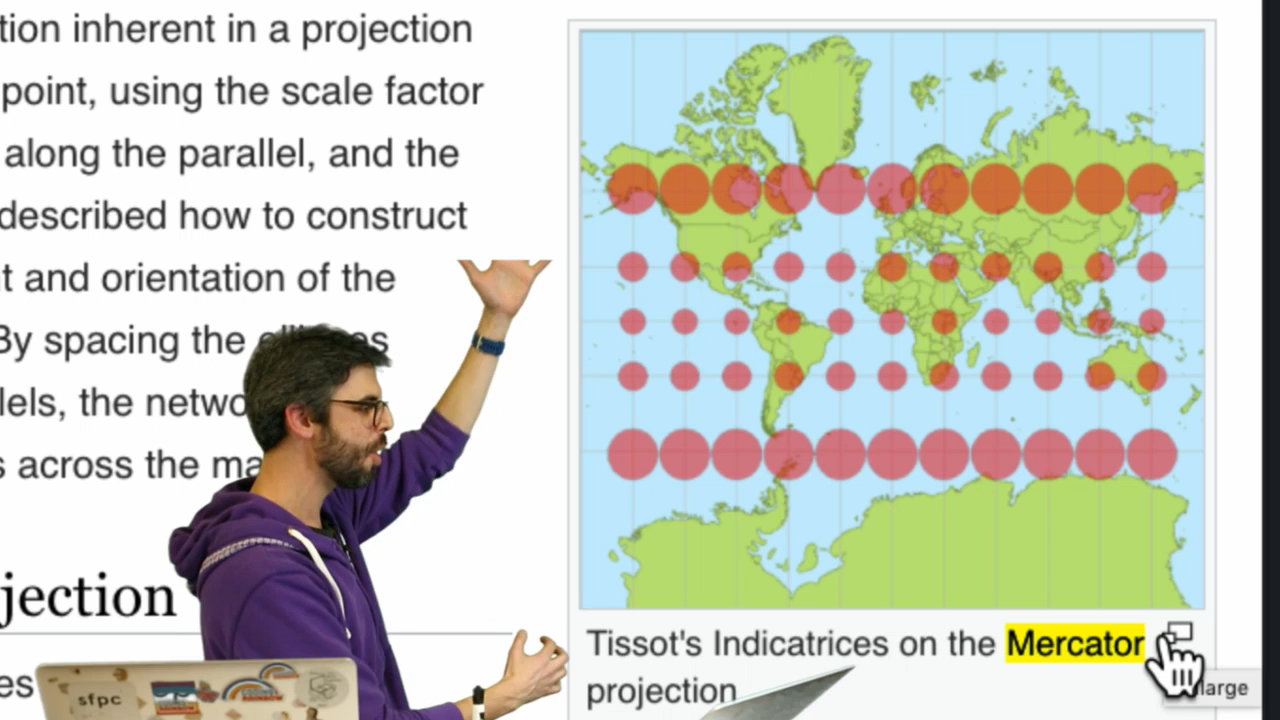 tion inherent in a projection
point, using the scale factor
along the parallel, and the
described how to construct
t and orientation of the
By spacing the
lels, the netwo
s across the ma
jection
es
sfpc
Tissot's Indicatrices on the Mercator
projection
large